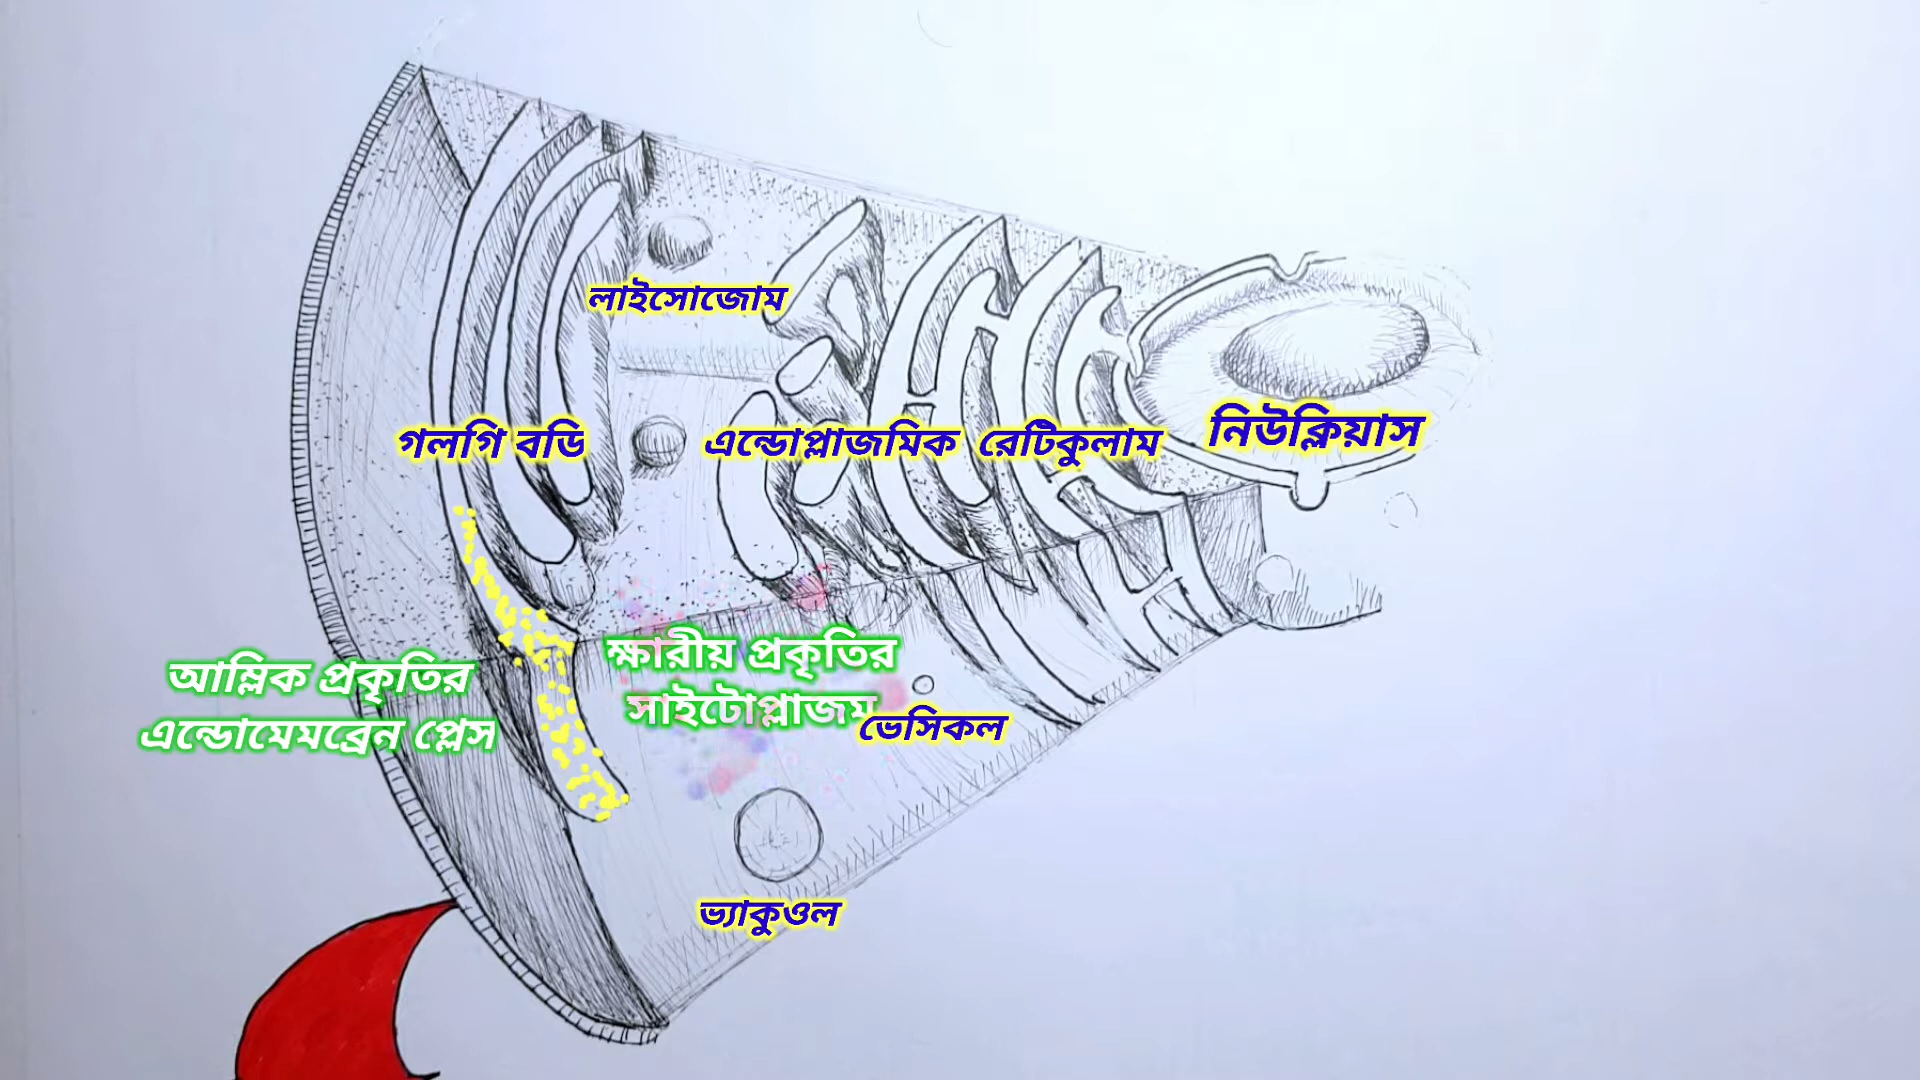 লাইসোজোম
গলগি বডি
এন্ডোপ্লাজমিক রেটিকুলাম
নিউক্লিয়াস
আম্লিক প্রকৃতির
এন্ডোমেমব্রেন প্লেস
ক্ষারীয় প্রকৃতির
সাইটোপ্লাজম
ভেসিকল
ভ্যাকুওল